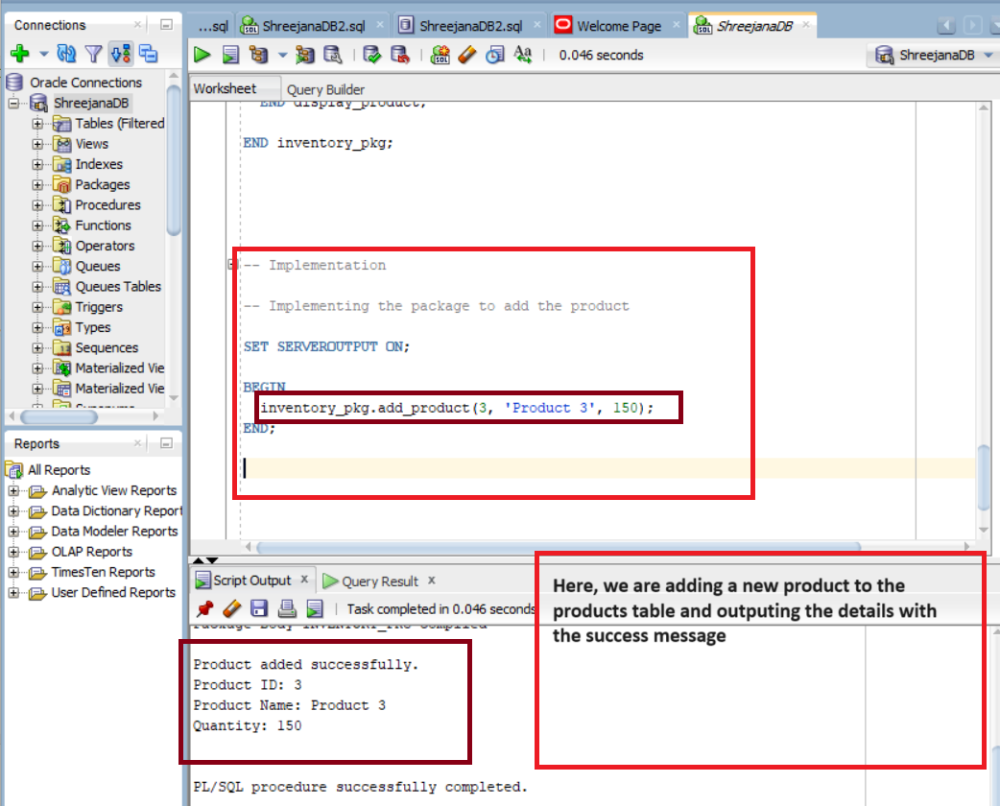 Connections
...sql
ShreejanaDB2.sql
ShreejanaDB2.sql
Welcome Page
ShreejanaDB
0.046 seconds
ShreejanaDB
Worksheet
Query Builder
Oracle Connections
ShreejanaDB
Tables (Filtered
Views
Indexes
Packages
Procedures
Functions
Operators
Queues
Queues Tables
Triggers
Types
Sequences
Materialized Vie
Materialized Vie
END display_product;
END inventory_pkg;
-- Implementation
-- Implementing the package to add the product
SET SERVEROUTPUT ON;
BEGIN
inventory_pkg.add_product(3, 'Product 3', 150);
END;
Reports
All Reports
Analytic View Reports
Data Dictionary Report
Data Modeler Reports
OLAP Reports
TimesTen Reports
User Defined Reports
Script Output
Query Result
Task completed in 0.046 seconds
Here, we are adding a new product to the
products table and outputing the details with
the success message
Package Body INVENTORY_PKG compiled
Product added successfully.
Product ID: 3
Product Name: Product 3
Quantity: 150
PL/SQL procedure successfully completed.